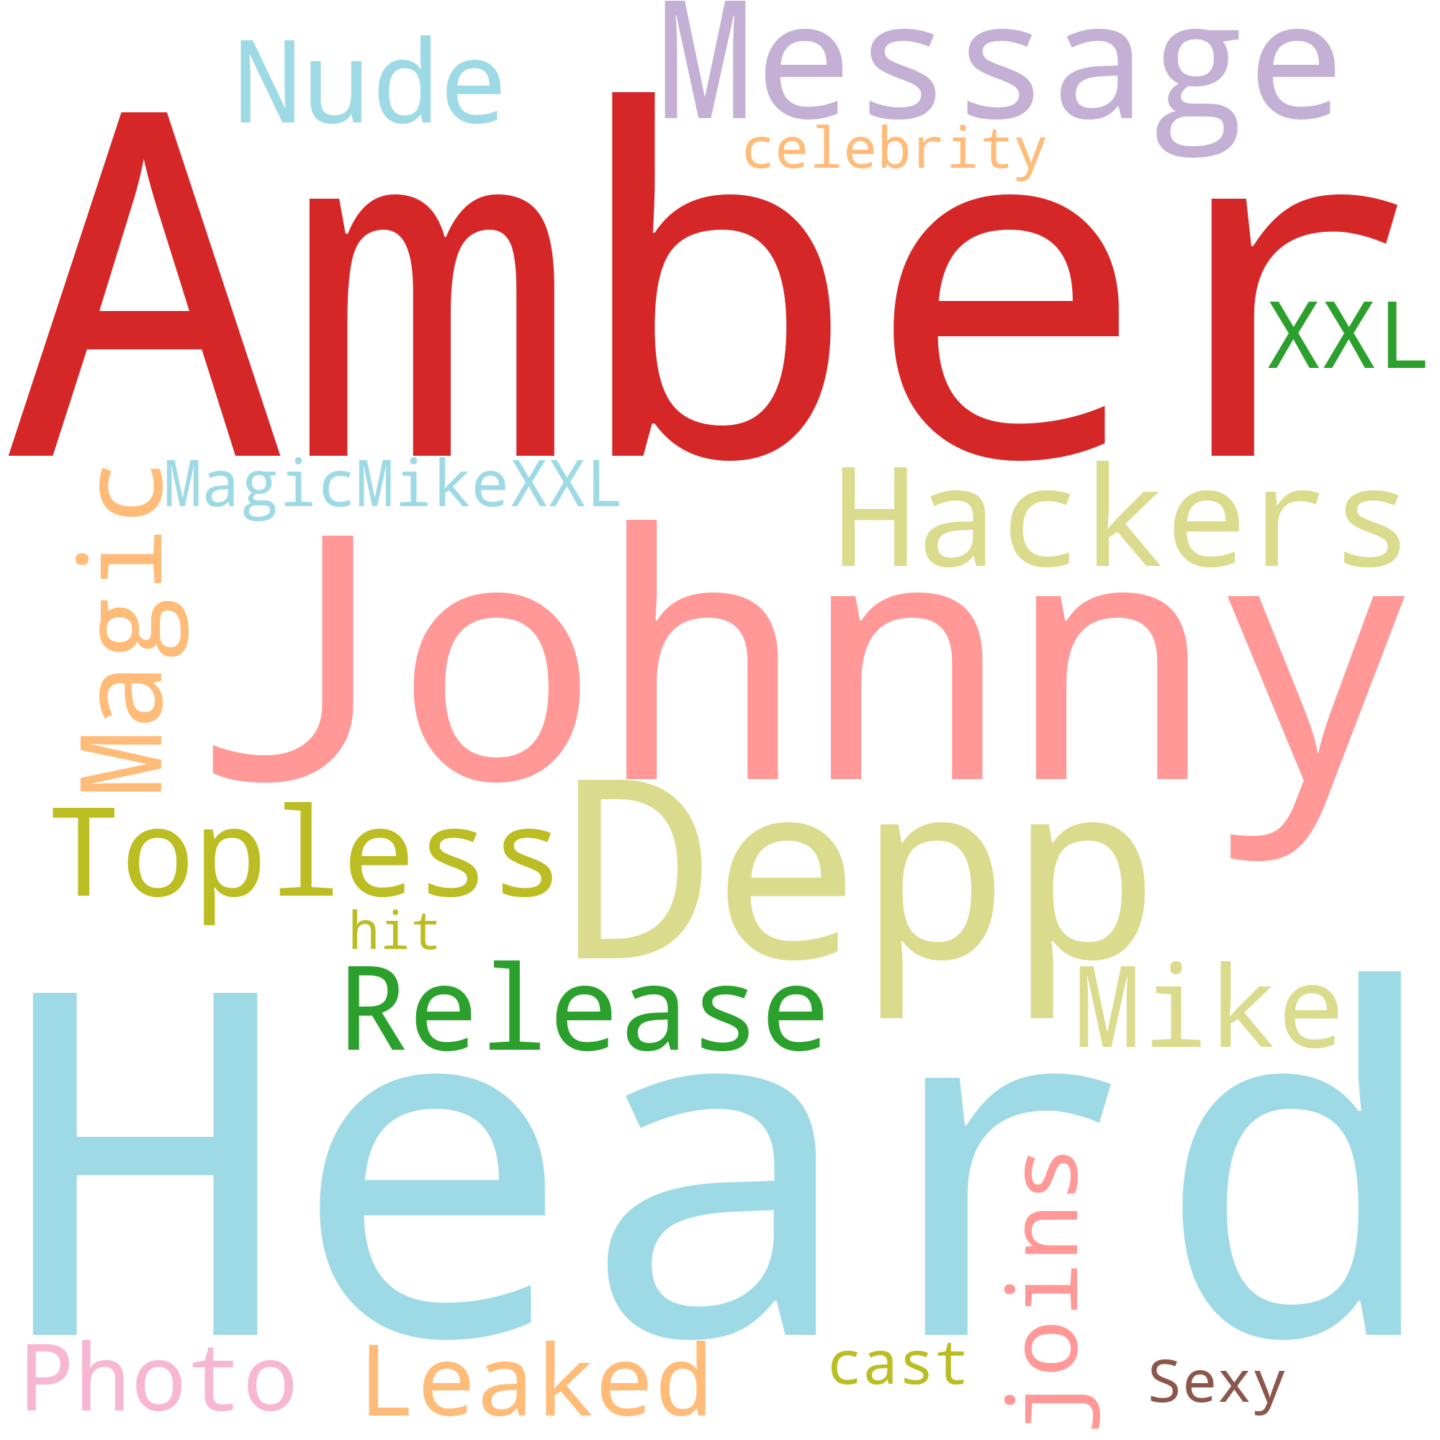 Nude
Message
celebrity
Amber
XXL
MagicMikeXXL
Magic
Hackers
Johnny
Topless
Depp
hit
Release
Mike
Heard
joins
Photo
Leaked
cast
Sexy